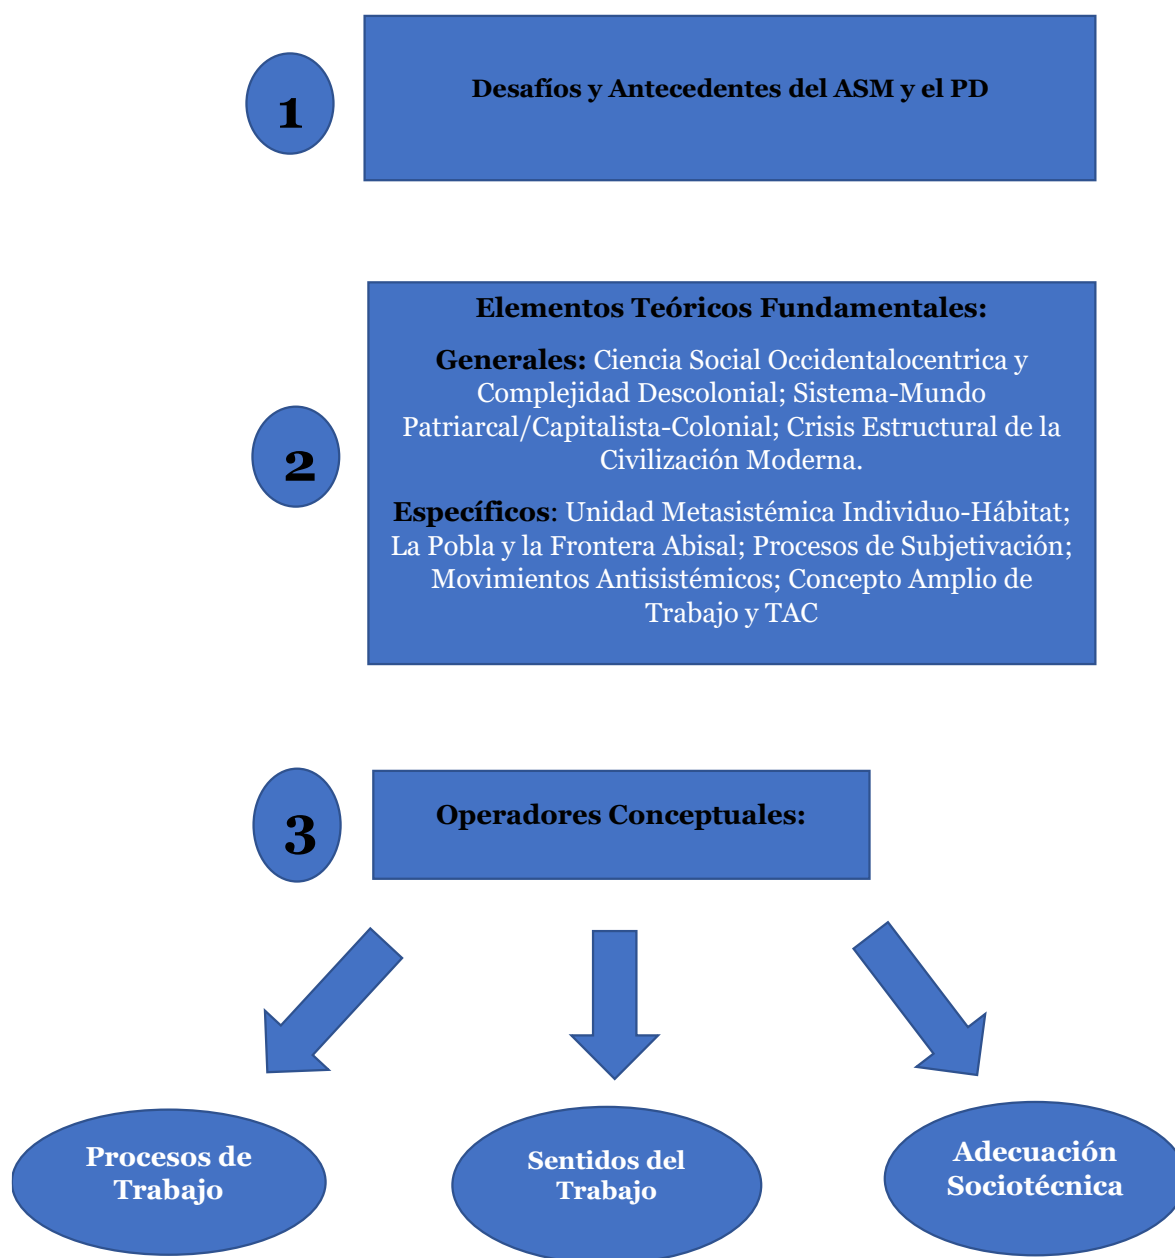 1
Desafíos y Antecedentes del ASM y el PD
2
Elementos Teóricos Fundamentales:
Generales: Ciencia Social Occidentalocentrica y
Complejidad Descolonial; Sistema-Mundo
Patriarcal/Capitalista-Colonial; Crisis Estructural de la
Civilización Moderna.
Específicos: Unidad Metasistémica Individuo-Hábitat;
La Pobla y la Frontera Abisal; Procesos de Subjetivación;
Movimientos Antisistémicos; Concepto Amplio de
Trabajo y TAC
3
Operadores Conceptuales:
Procesos de
Trabajo
Sentidos del
Trabajo
Adecuación
Sociotécnica